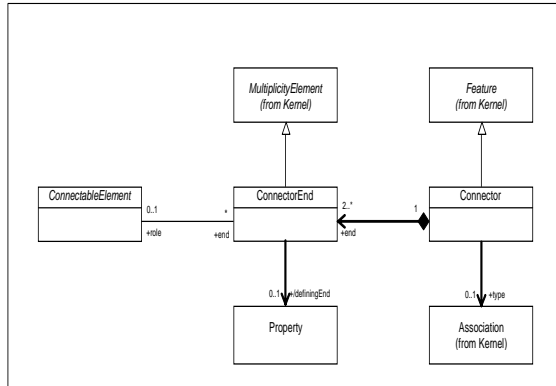 MultiplicityElement
(from Kernel)
Feature
(from Kernel)
ConnectableElement
ConnectorEnd
Connector
0..1
*
2..*
1
+role
+end
+end
0..1
+/definingEnd
0..1
+type
Property
Association
(from Kernel)